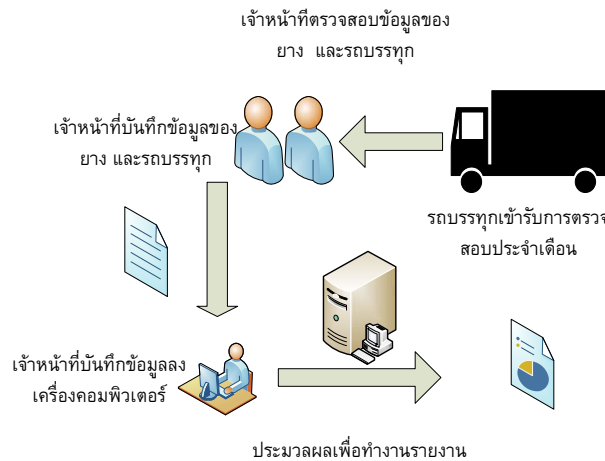 เจ้าหน้าที่ตรวจสอบข้อมูลของ
ยาง และรถบรรทุก
เจ้าหน้าที่บันทึกข้อมูลของ
ยาง และรถบรรทุก
รถบรรทุกเข้ารับการตรวจ
สอบประจำเดือน
เจ้าหน้าที่บันทึกข้อมูลลง
เครื่องคอมพิวเตอร์
ประมวลผลเพื่อทำงานรายงาน